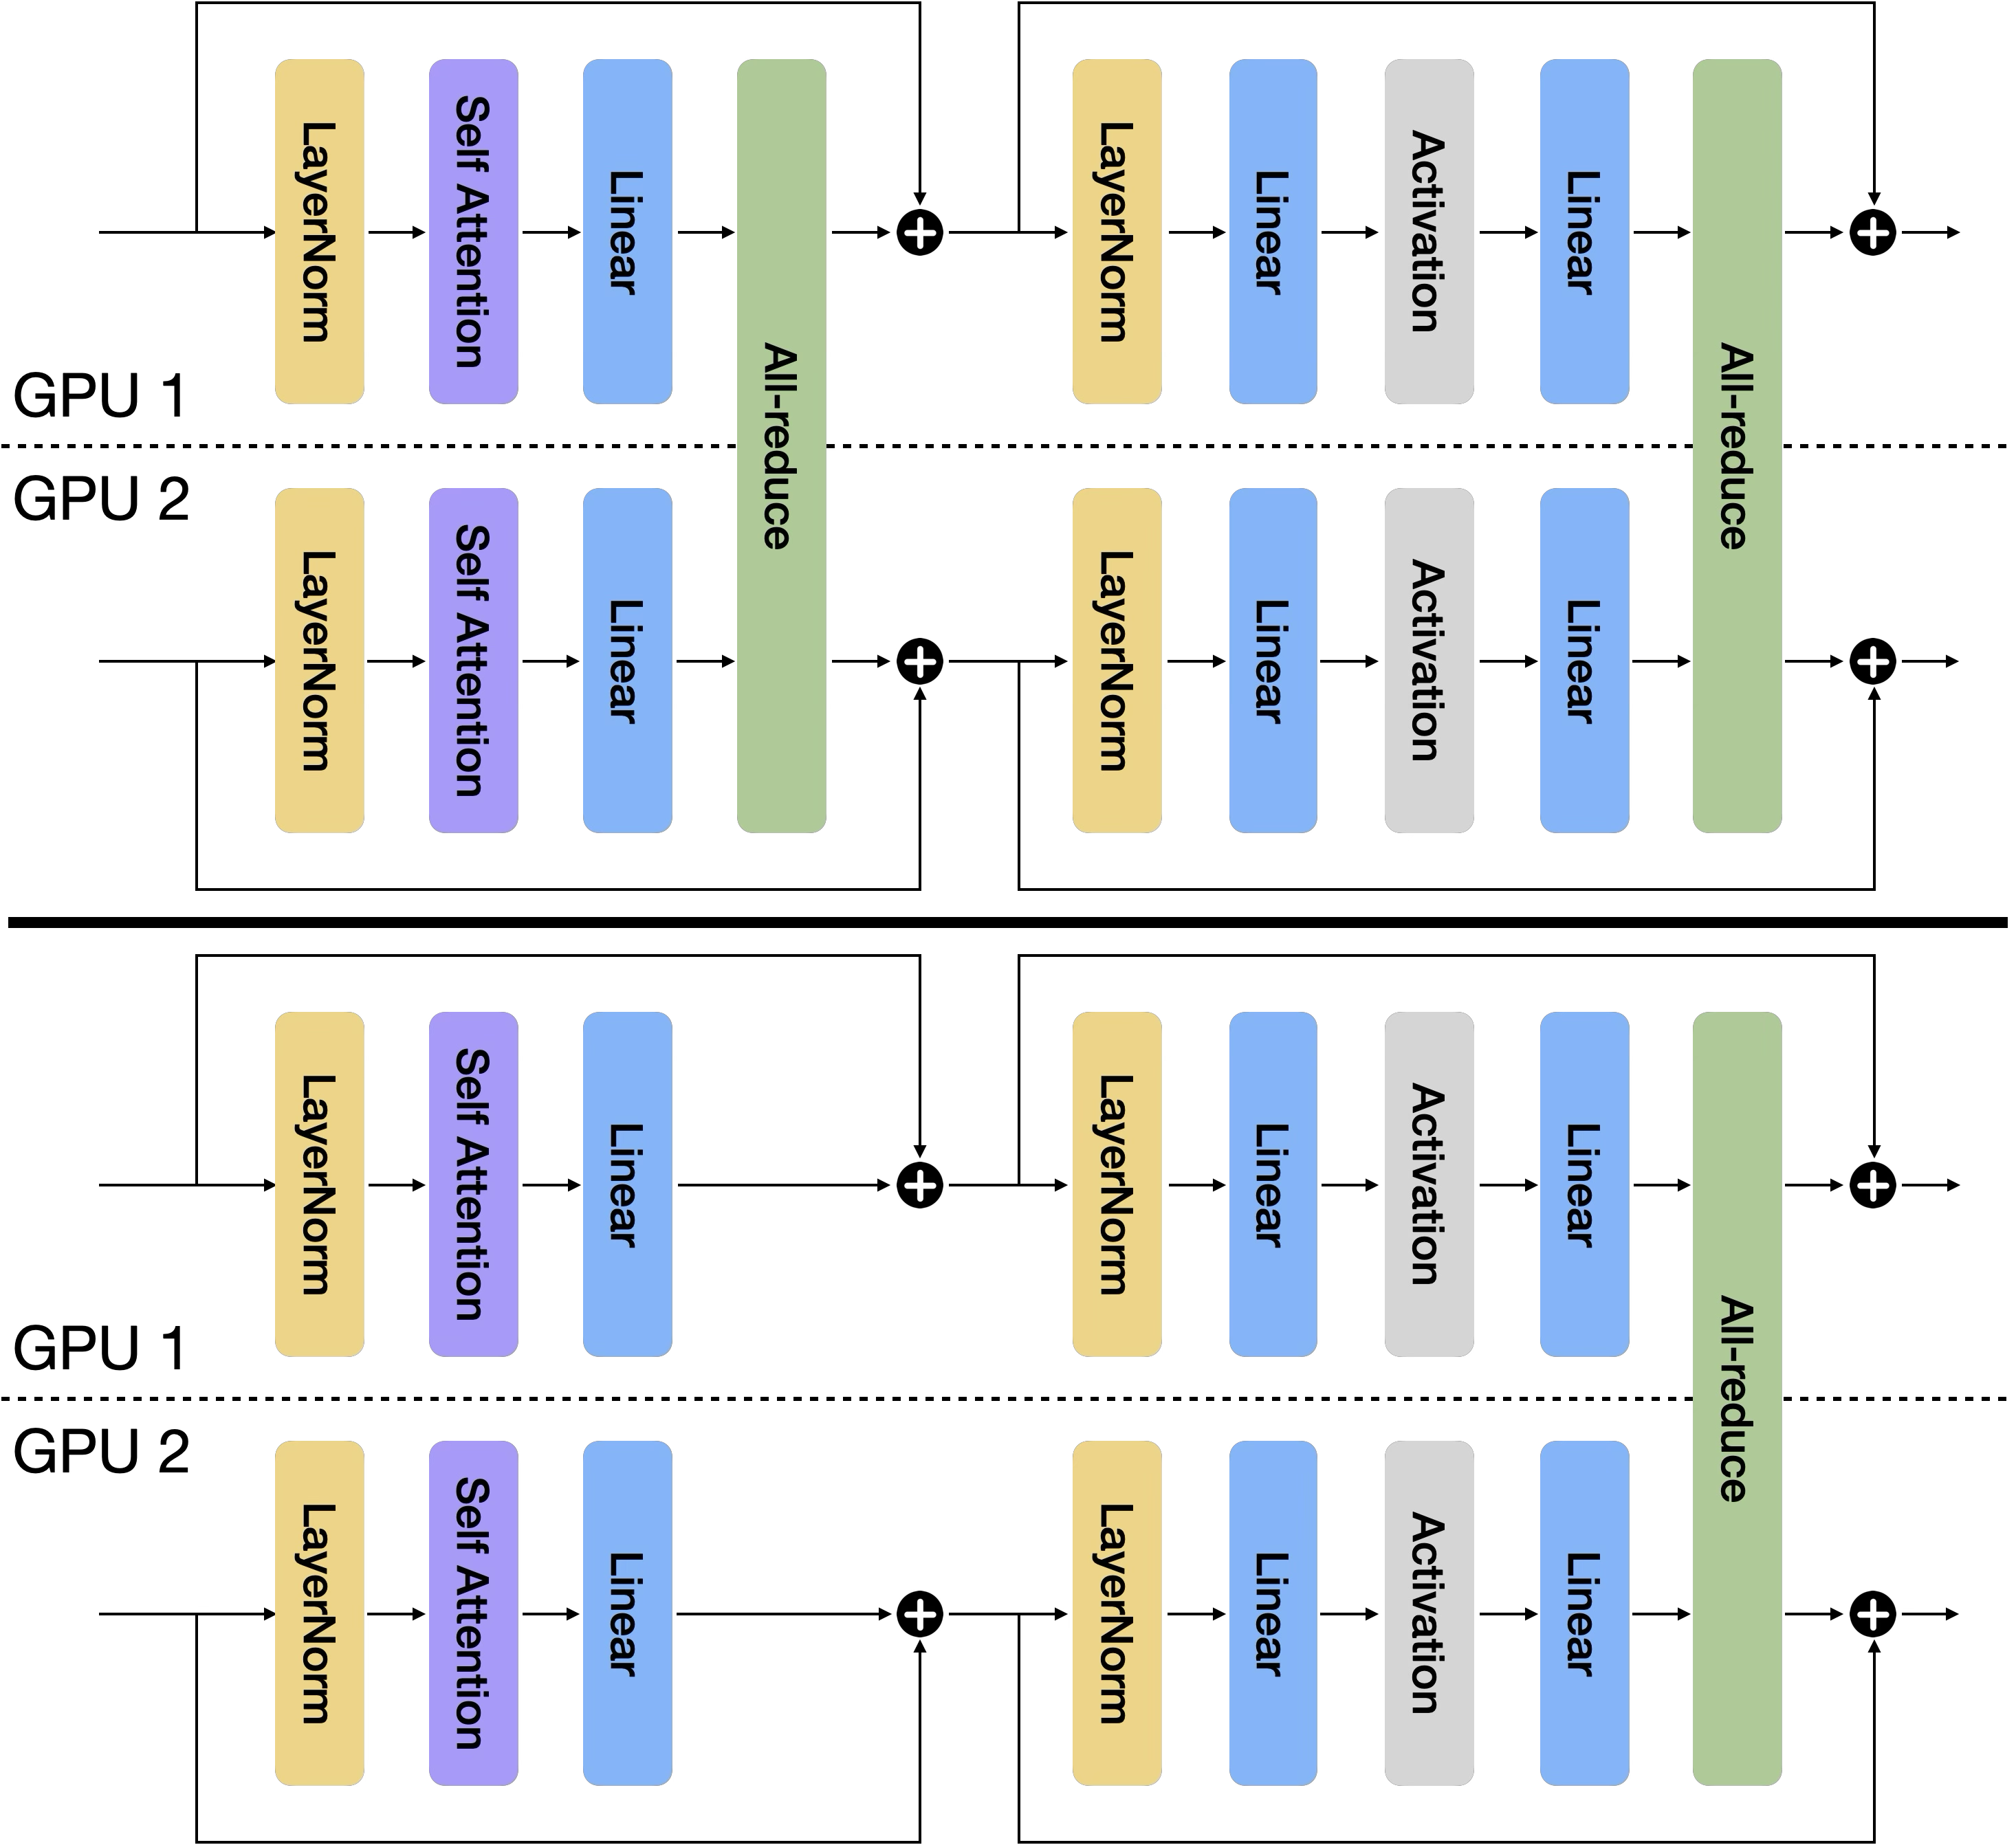 LayerNorm
Self Attention
Linear
All-reduce
LayerNorm
Linear
Activation
Linear
All-reduce
GPU 1
GPU 2
LayerNorm
Self Attention
Linear
LayerNorm
Linear
Activation
Linear
LayerNorm
Self Attention
Linear
LayerNorm
Linear
Activation
Linear
All-reduce
GPU 1
GPU 2
LayerNorm
Self Attention
Linear
LayerNorm
Linear
Activation
Linear